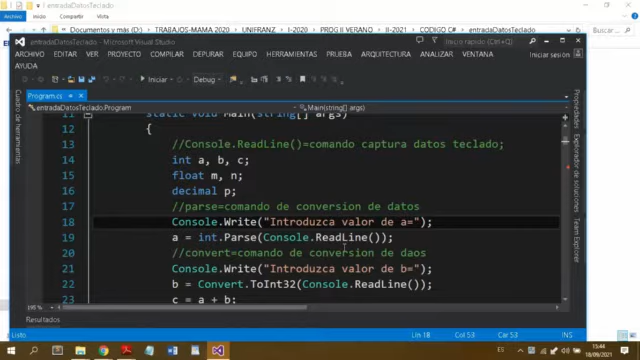 Archivo Inicio Compartir Vista
Documentos y más (D:) TRABAJOS-MAMA 2020 UNIFRANZ I-2020 PROG II VERANO II-2021 CODIGO C# entradaDatosTeclado
entradaDatosTeclado - Microsoft Visual Studio
Inicio rápido (Ctrl+Q)
ARCHIVO EDITAR VER PROYECTO COMPILAR DEPURAR EQUIPO HERRAMIENTAS PRUEBA ARQUITECTURA ANALIZAR VENTANA Iniciar sesión
AYUDA
Iniciar Debug
Program.cs
entradaDatosTeclado.Program Main(string[] args)
11 static void Main(string[] args)
12 {
13 //Console.ReadLine()=comando captura datos teclado;
14 int a, b, c;
15 float m, n;
16 decimal p;
17 //parse=comando de conversion de datos
18 Console.Write("Introduzca valor de a=");
19 a = int.Parse(Console.ReadLine());
20 //convert=comando de conversion de daos
21 Console.Write("Introduzca valor de b=");
22 b = Convert.ToInt32(Console.ReadLine());
23 c = a + b;
Cuadro de herramientas
Propiedades
Explorador de soluciones
Team Explorer
195 %
Resultados
Listo Lín 18 Col 53 Car 53 INS
ES
15:44
18/09/2021